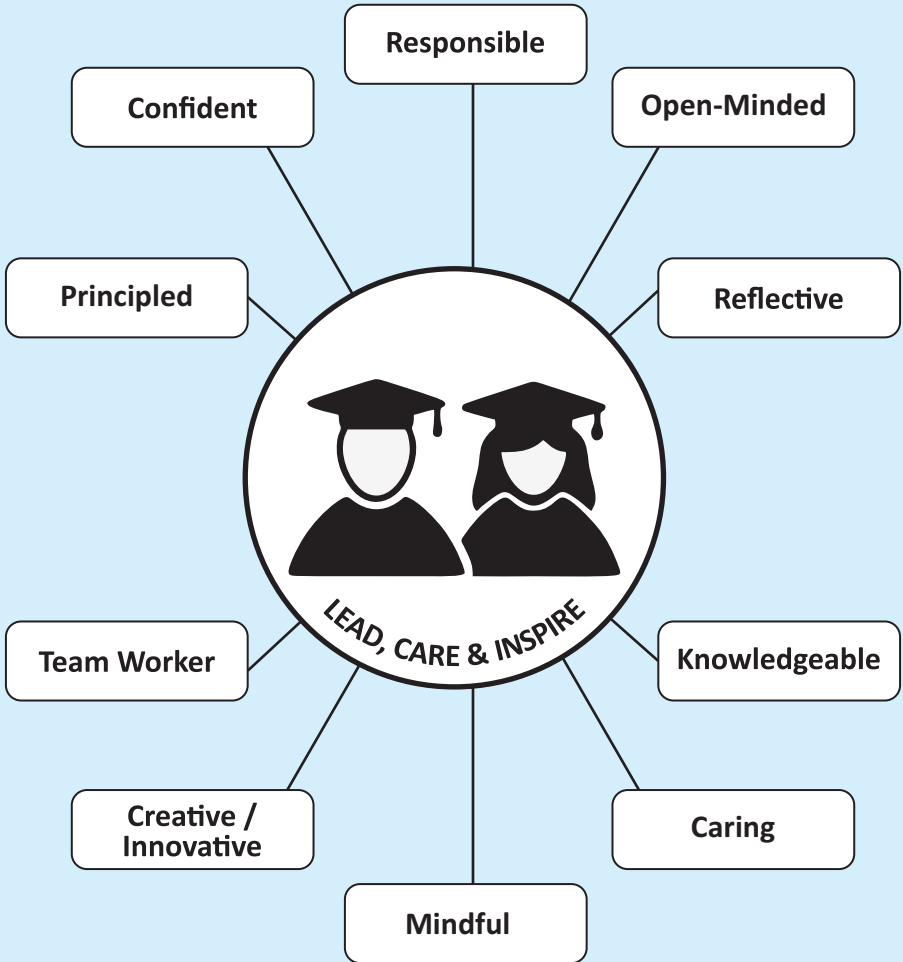 Responsible
Confident
Open-Minded
Principled
Reflective
LEAD, CARE & INSPIRE
Team Worker
Knowledgeable
Creative /
Innovative
Caring
Mindful